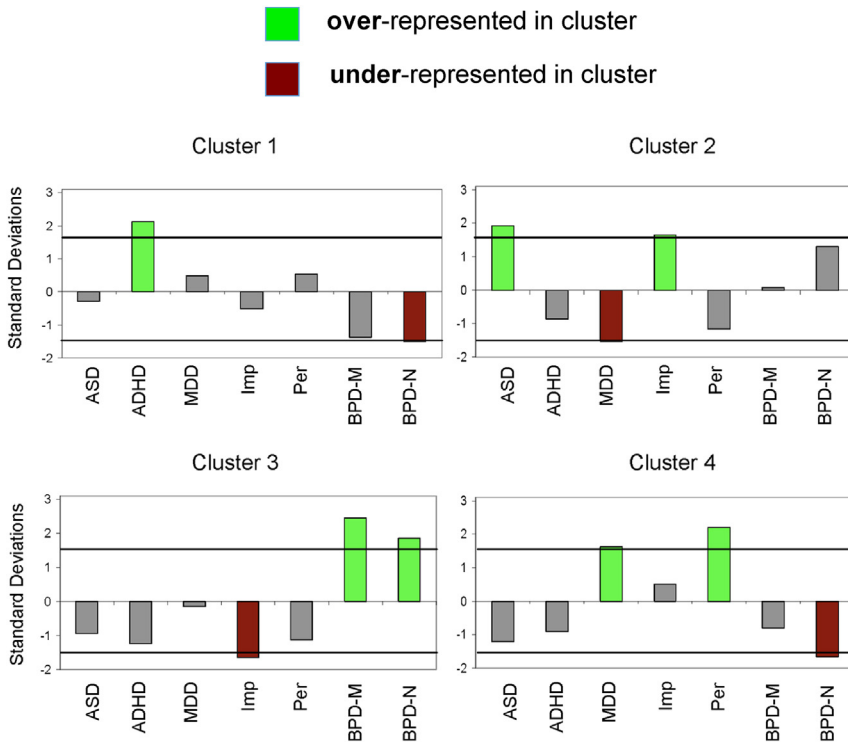 over-represented in cluster
under-represented in cluster
Cluster 1
Standard Deviations
3
2
1
0
-1
-2
ASD
ADHD
MDD
Imp
Per
BPD-M
BPD-N
Cluster 2
3
2
1
0
-1
-2
ASD
ADHD
MDD
Imp
Per
BPD-M
BPD-N
Cluster 3
Standard Deviations
3
2
1
0
-1
-2
ASD
ADHD
MDD
Imp
Per
BPD-M
BPD-N
Cluster 4
3
2
1
0
-1
-2
ASD
ADHD
MDD
Imp
Per
BPD-M
BPD-N